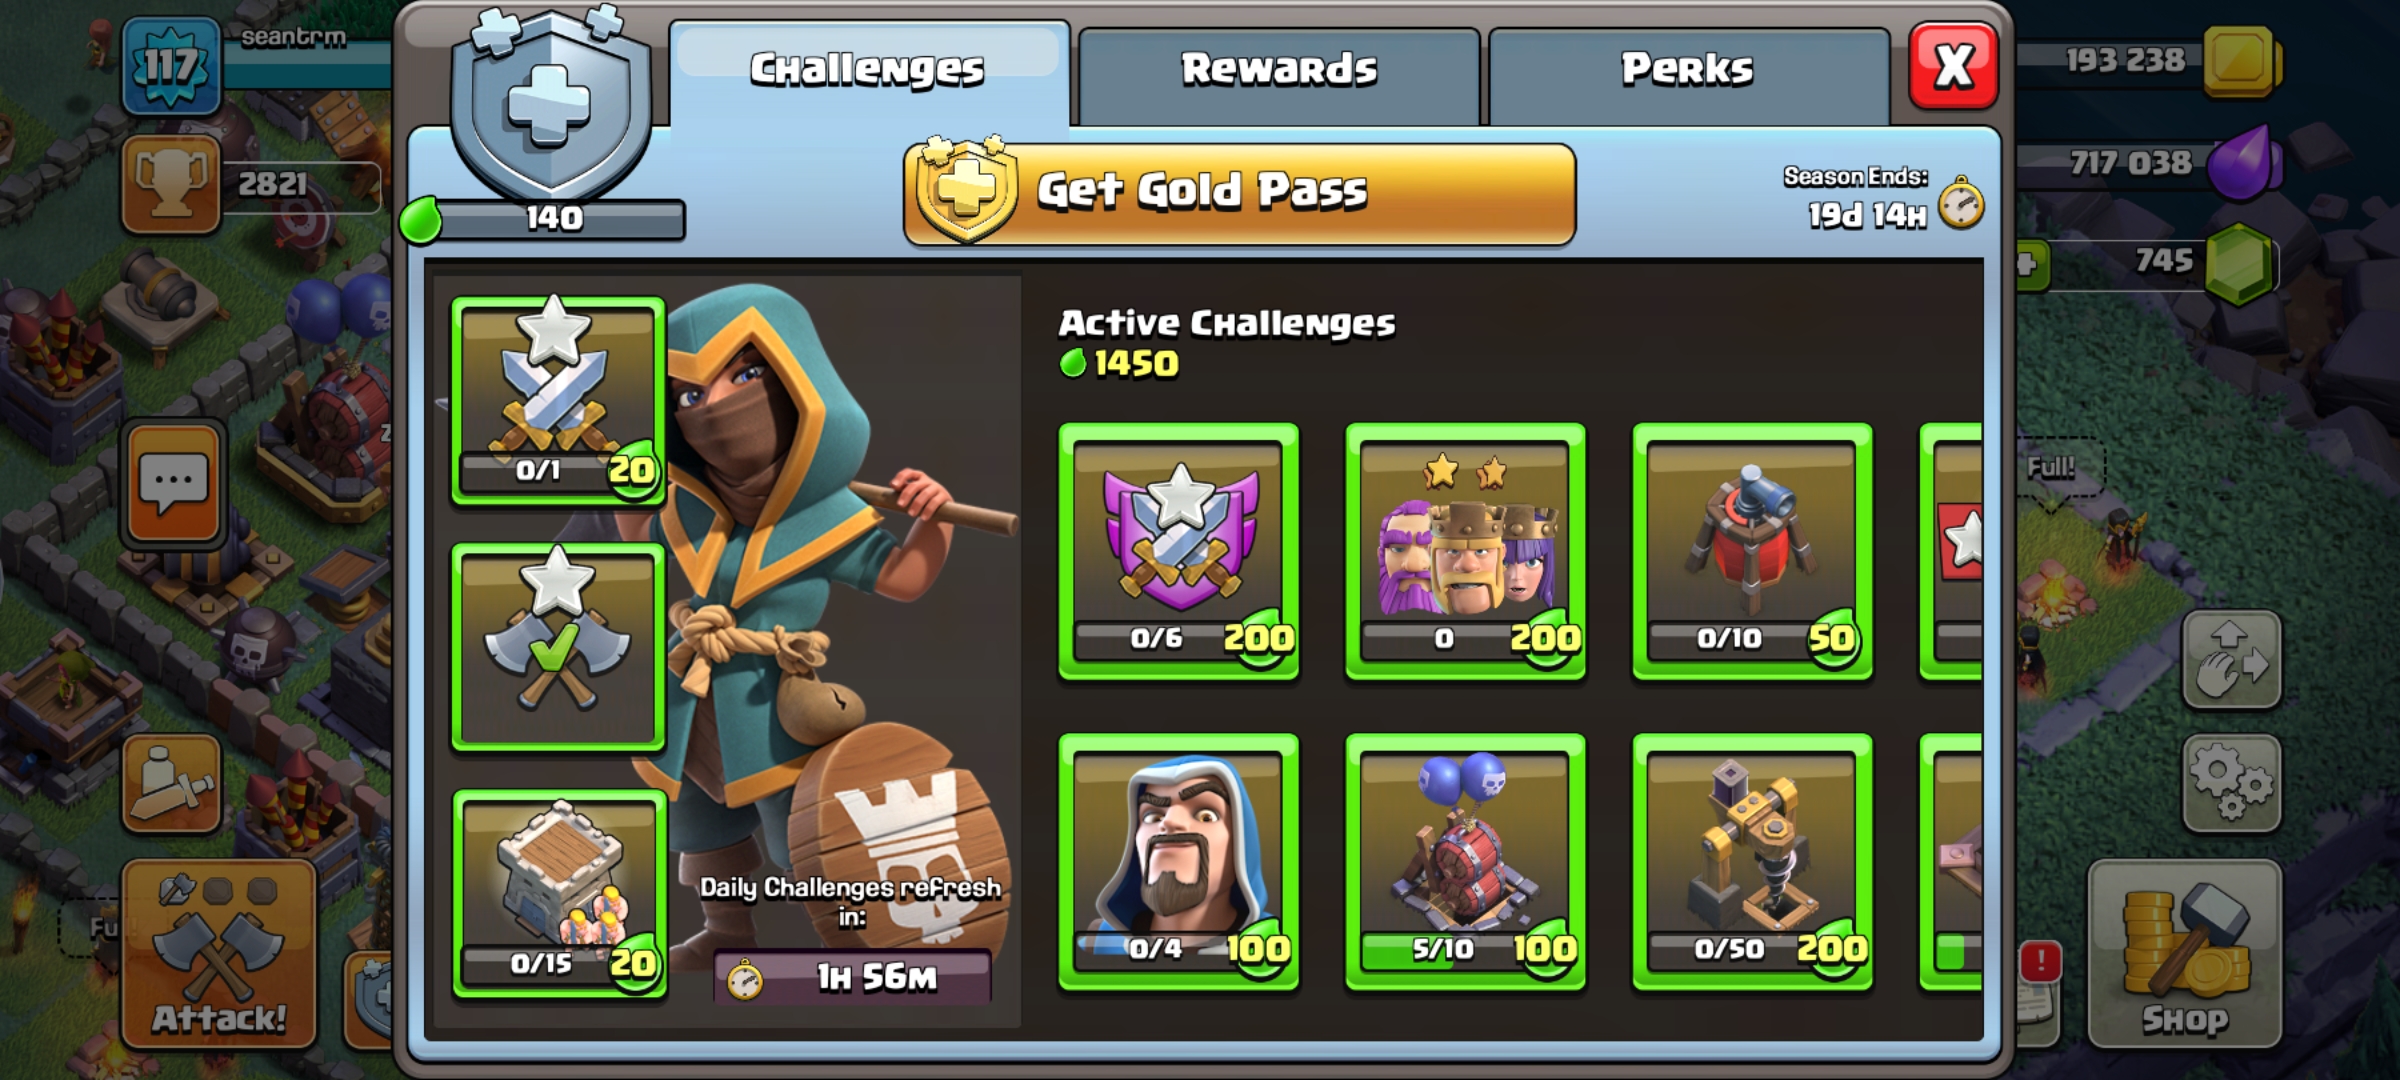 117
seantrm
2821
Challenges
Rewards
Perks
X
193 238
717 038
745
140
Get Gold Pass
Season Ends:
19d 14h
Active Challenges
1450
0/1
20
0/15
20
Daily Challenges refresh
in:
1h 56m
0/6
200
0
200
0/10
50
0/4
100
5/10
100
0/50
200
Full!
Attack!
!
Shop